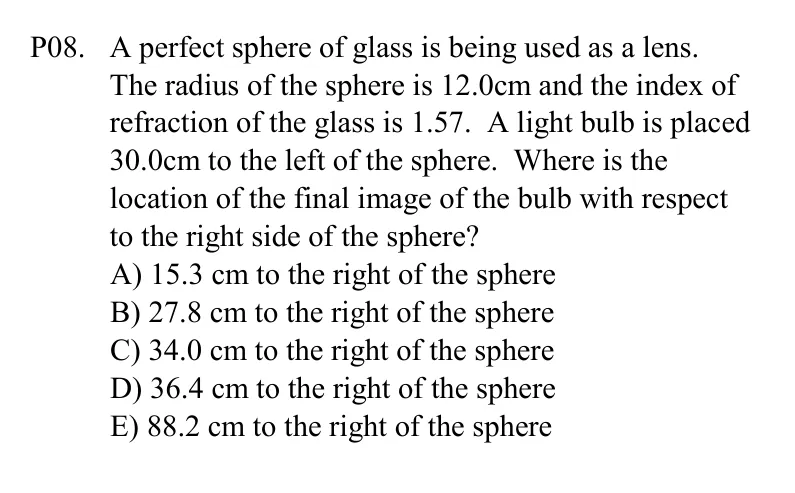 P08. A perfect sphere of glass is being used as a lens.
The radius of the sphere is 12.0cm and the index of
refraction of the glass is 1.57. A light bulb is placed
30.0cm to the left of the sphere. Where is the
location of the final image of the bulb with respect
to the right side of the sphere?
A) 15.3 cm to the right of the sphere
B) 27.8 cm to the right of the sphere
C) 34.0 cm to the right of the sphere
D) 36.4 cm to the right of the sphere
E) 88.2 cm to the right of the sphere